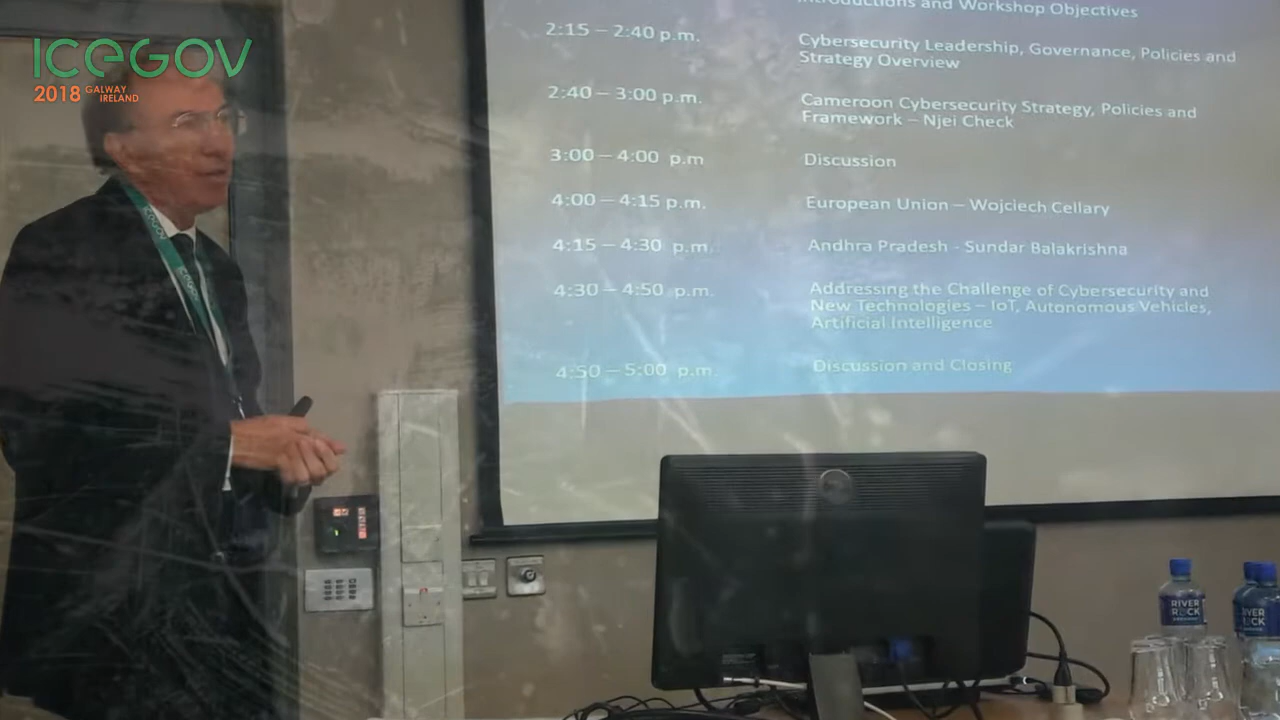 ICEGOV
2018 GALWAY
IRELAND
Introductions and Workshop Objectives
2:15 – 2:40 p.m.
Cybersecurity Leadership, Governance, Policies and
Strategy Overview
2:40 – 3:00 p.m.
Cameroon Cybersecurity Strategy, Policies and
Framework – Njei Check
3:00 – 4:00 p.m
Discussion
4:00 – 4:15 p.m.
European Union – Wojciech Cellary
4:15 – 4:30 p.m.
Andhra Pradesh - Sundar Balakrishna
4:30 – 4:50 p.m.
Addressing the Challenge of Cybersecurity and
New Technologies – IoT, Autonomous Vehicles,
Artificial Intelligence
4:50 – 5:00 p.m.
Discussion and Closing
ICEGOV
RIVER
ROCK
RIVER
ROCK